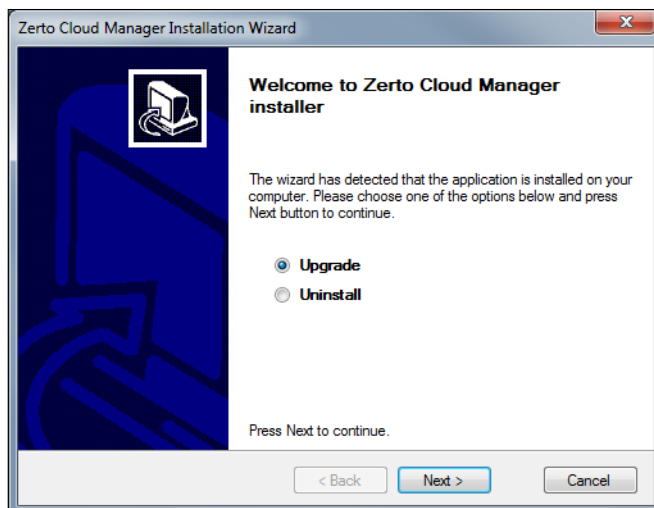 Zerto Cloud Manager Installation Wizard
Welcome to Zerto Cloud Manager
installer
The wizard has detected that the application is installed on your
computer. Please choose one of the options below and press
Next button to continue.
Upgrade
Uninstall
Press Next to continue.
< Back
Next >
Cancel